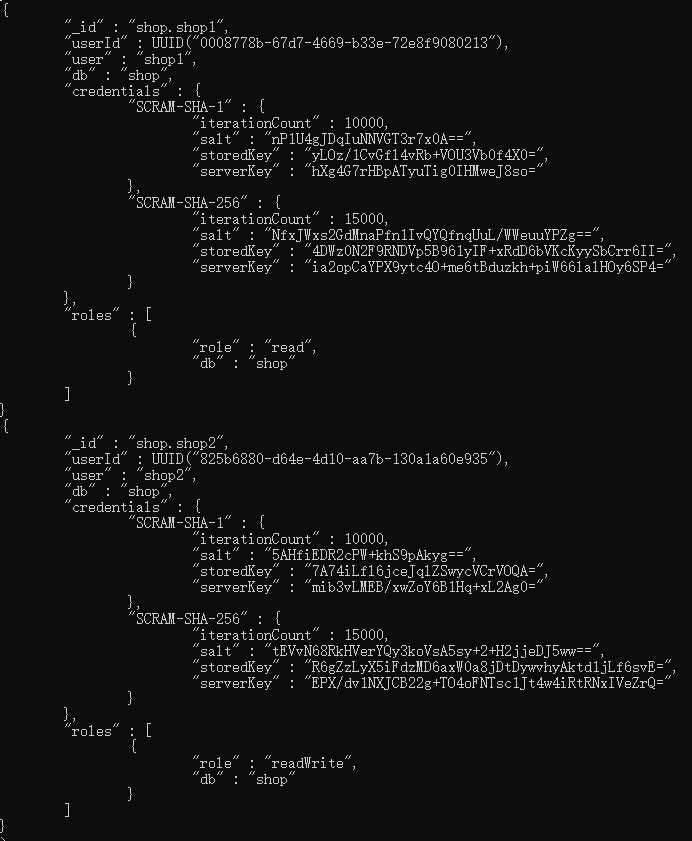 {
"_id" : "shop.shop1",
"userId" : UUID("0008778b-67d7-4669-b33e-72e8f9080213"),
"user" : "shop1",
"db" : "shop",
"credentials" : {
"SCRAM-SHA-1" : {
"iterationCount" : 10000,
"salt" : "nP1U4gJDqIuNNVGT3r7x0A==",
"storedKey" : "yLOz/1CvGf14vRb+VOU3Vb0f4X0=",
"serverKey" : "hXg4G7rHBpATyuTig0IHMweJ8so="
},
"SCRAM-SHA-256" : {
"iterationCount" : 15000,
"salt" : "NfxJWxs2GdMnaPfn1IvQYQfnqUuL/WWeuuYPZg==",
"storedKey" : "4DWz0N2F9RNDVp5B961yIF+xRdD6bVKcKyySbCrr6II=",
"serverKey" : "ia2opCaYPX9ytc4O+me6tBduzkh+piW661a1HOy6SP4="
}
},
"roles" : [
{
"role" : "read",
"db" : "shop"
}
]
}
{
"_id" : "shop.shop2",
"userId" : UUID("825b6880-d64e-4d10-aa7b-130a1a60e935"),
"user" : "shop2",
"db" : "shop",
"credentials" : {
"SCRAM-SHA-1" : {
"iterationCount" : 10000,
"salt" : "5AHfiEDR2cPW+khS9pAkyg==",
"storedKey" : "7A74iLf16jceJq1ZSwycVCrVOQA=",
"serverKey" : "mib3vLMEB/xwZoY6B1Hq+xL2Ag0="
},
"SCRAM-SHA-256" : {
"iterationCount" : 15000,
"salt" : "tEVvN68RkHVerYQy3koVsA5sy+2+H2jjeDJ5ww==",
"storedKey" : "R6gZzLyX5iFdzMD6axW0a8jDtDywvhyAktd1jLf6svE=",
"serverKey" : "EPX/dv1NXJCB22g+TO4oFNTsc1Jt4w4iRtRNxIVeZrQ="
}
},
"roles" : [
{
"role" : "readWrite",
"db" : "shop"
}
]
}